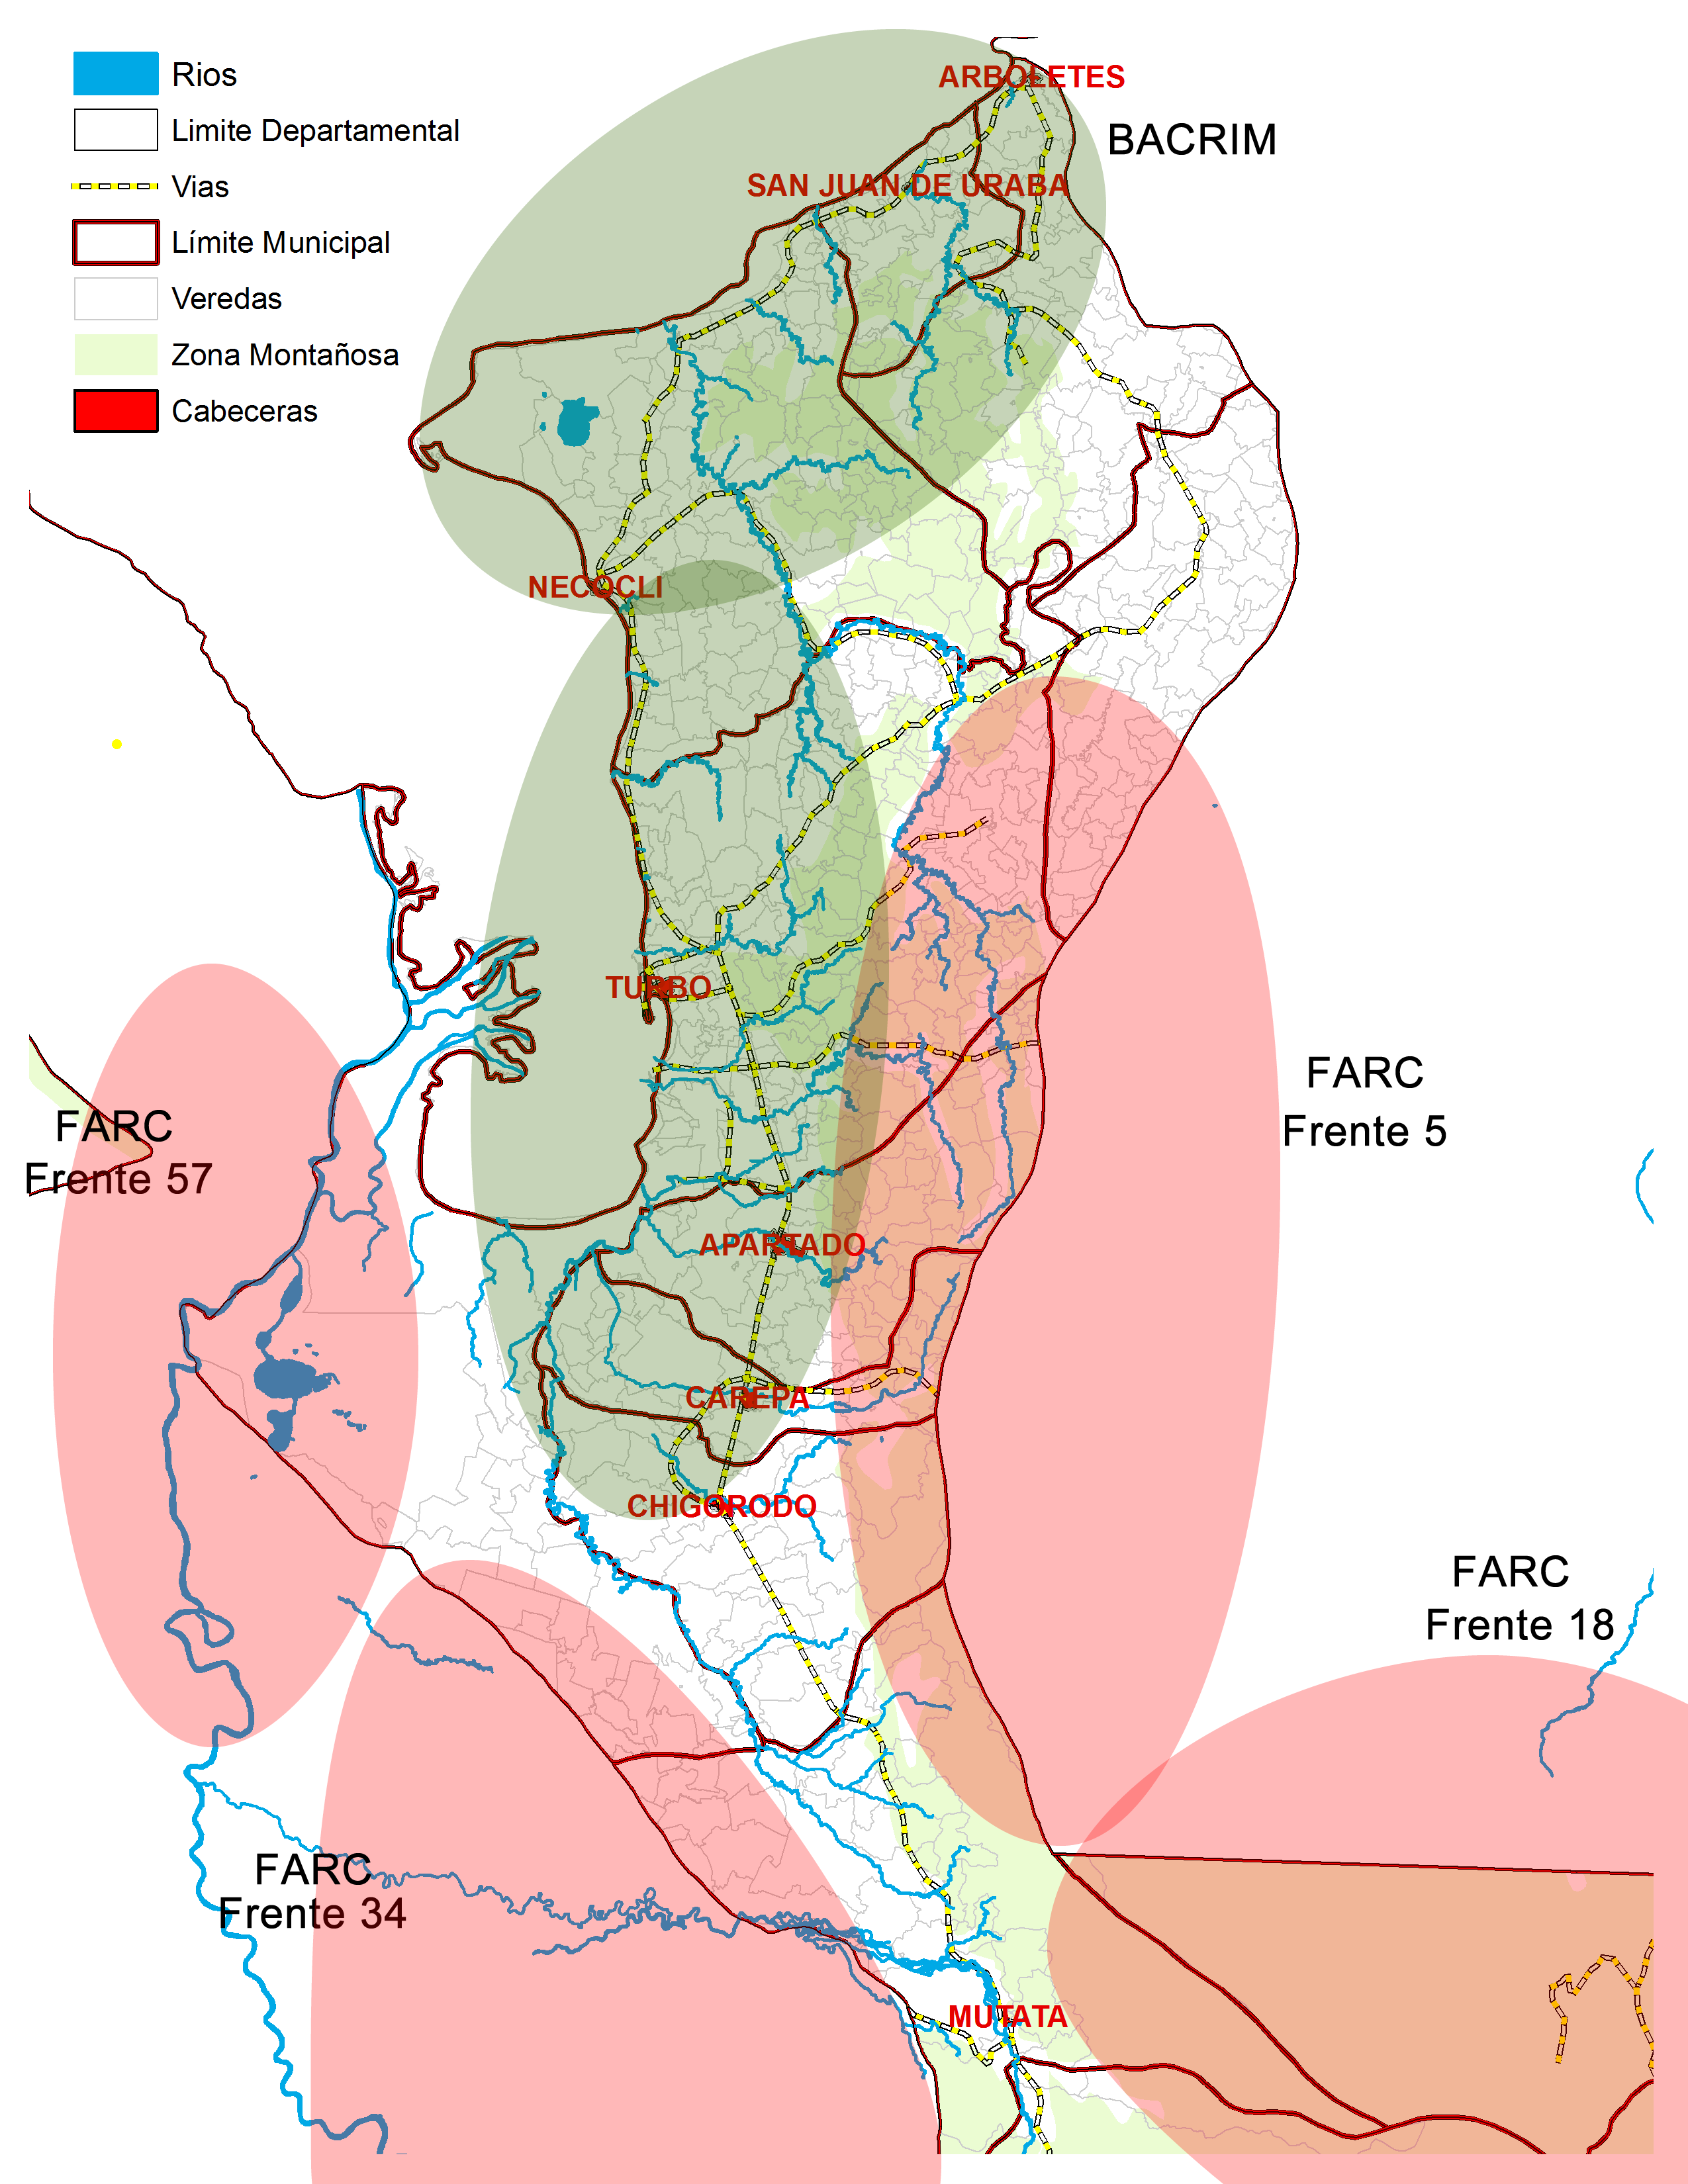 Rios
Limite Departamental
Vias
Límite Municipal
Veredas
Zona Montañosa
Cabeceras
ARBOLETES
BACRIM
SAN JUAN DE URABA
NECOCLI
TURBO
FARC
Frente 5
FARC
Frente 57
APARTADO
CAREPA
CHIGORODO
FARC
Frente 18
FARC
Frente 34
MUTATA